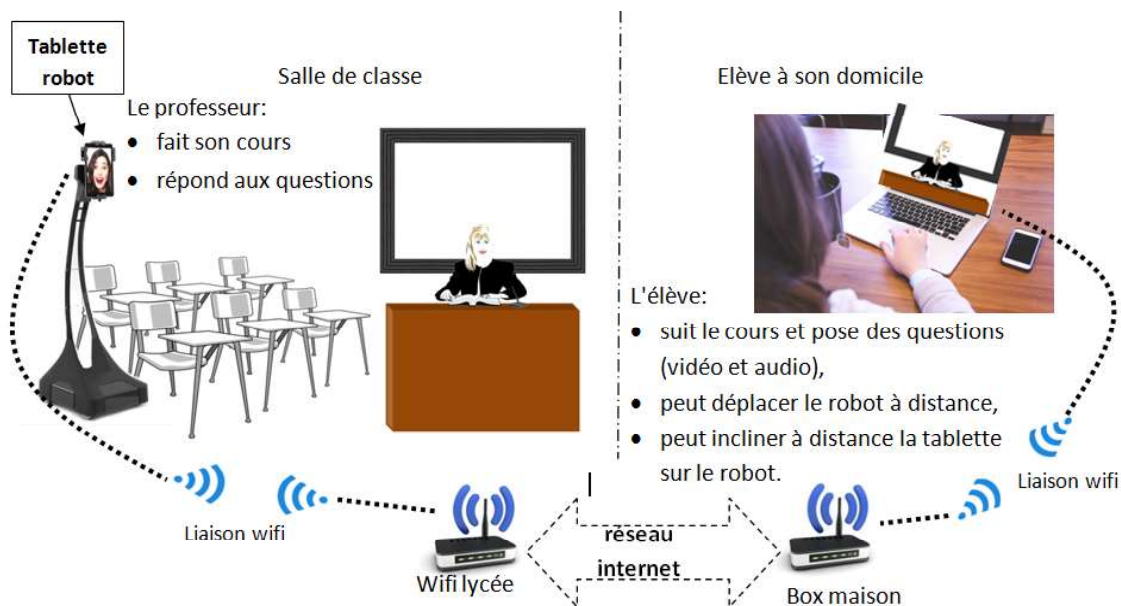 Tablette
robot
Salle de classe
Le professeur:
• fait son cours
• répond aux questions
Elève à son domicile
L'élève:
• suit le cours et pose des questions
(vidéo et audio),
• peut déplacer le robot à distance,
• peut incliner à distance la tablette
sur le robot.
Liaison wifi
Wifi lycée
réseau
internet
Box maison
Liaison wifi